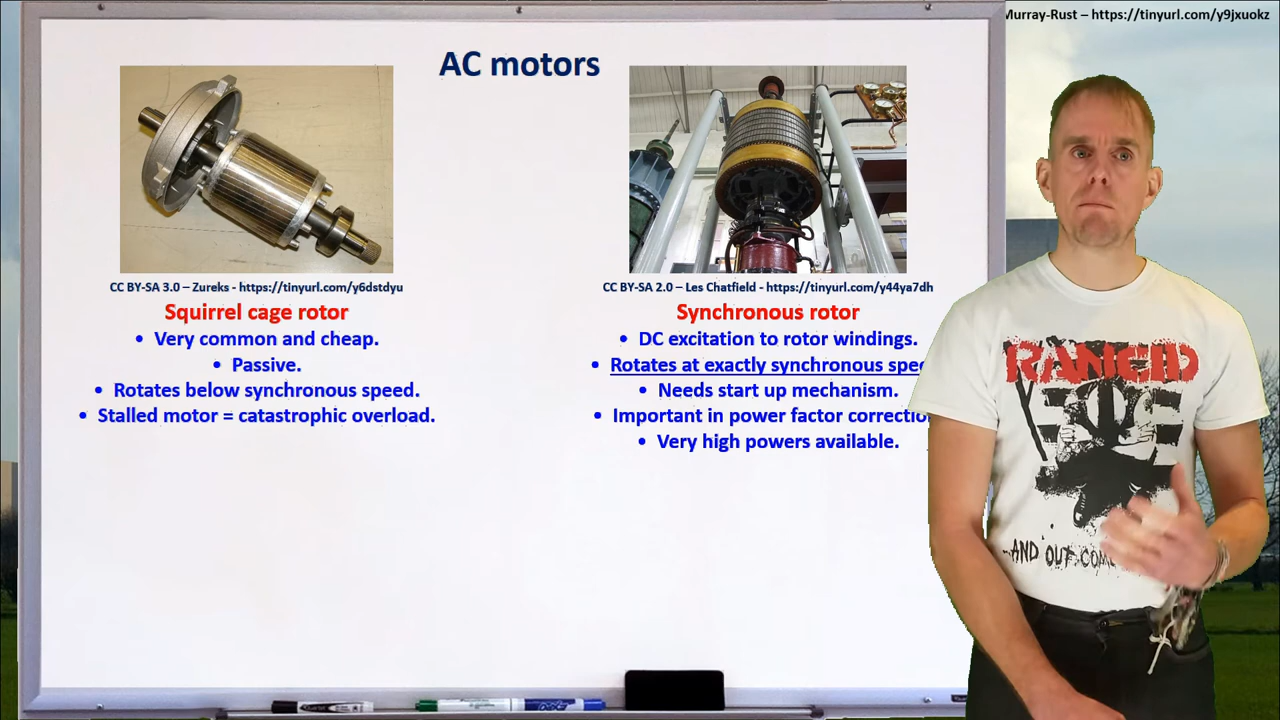 Murray-Rust – https://tinyurl.com/y9jxuokz
AC motors
CC BY-SA 3.0 – Zureks - https://tinyurl.com/y6dstdyu
Squirrel cage rotor
• Very common and cheap.
• Passive.
• Rotates below synchronous speed.
• Stalled motor = catastrophic overload.
CC BY-SA 2.0 – Les Chatfield - https://tinyurl.com/y44ya7dh
Synchronous rotor
• DC excitation to rotor windings.
• Rotates at exactly synchronous spee
• Needs start up mechanism.
• Important in power factor correctio
• Very high powers available.
RANCID
...AND OUT COME